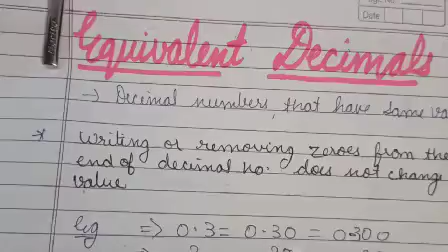 Date
Equivalent Decimals
→ Decimal numbers, that have same
* Writing or removing zeroes from the
end of decimal no. does not change
value
Eg ⇒ 0.3 = 0.30 = 0.300